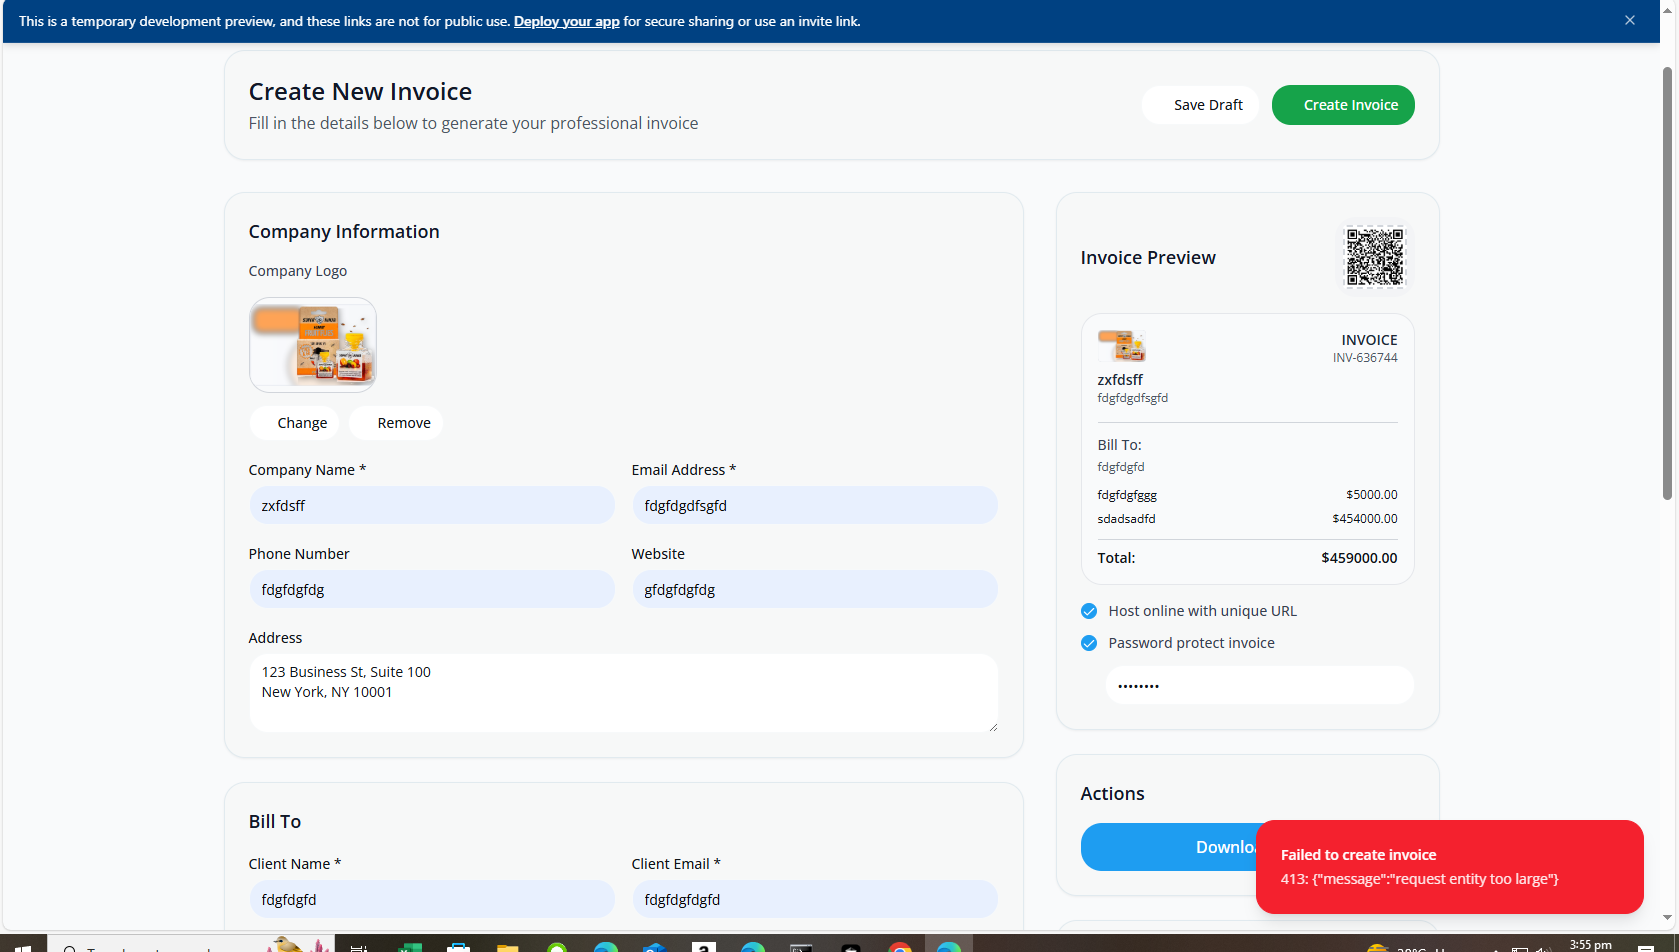 This is a temporary development preview, and these links are not for public use. Deploy your app for secure sharing or use an invite link.
Create New Invoice
Fill in the details below to generate your professional invoice
Save Draft
Create Invoice
Company Information
Company Logo
Change
Remove
Company Name *
Email Address *
zxfdsff
fdgfdgdfsgfd
Phone Number
Website
fdgfdgfdg
gfdgfdgfdg
Address
123 Business St, Suite 100
New York, NY 10001
Bill To
Client Name *
Client Email *
fdgfdgfd
fdgfdgfdgfd
Invoice Preview
INVOICE
INV-636744
zxfdsff
fdgfdgdfsgfd
Bill To:
fdgfdgfd
fdgfdgfggg $5000.00
sdadsadfd $454000.00
Total: $459000.00
Host online with unique URL
Password protect invoice
••••••••
Actions
Downloa
Failed to create invoice
413: {"message":"request entity too large"}
3:55 pm